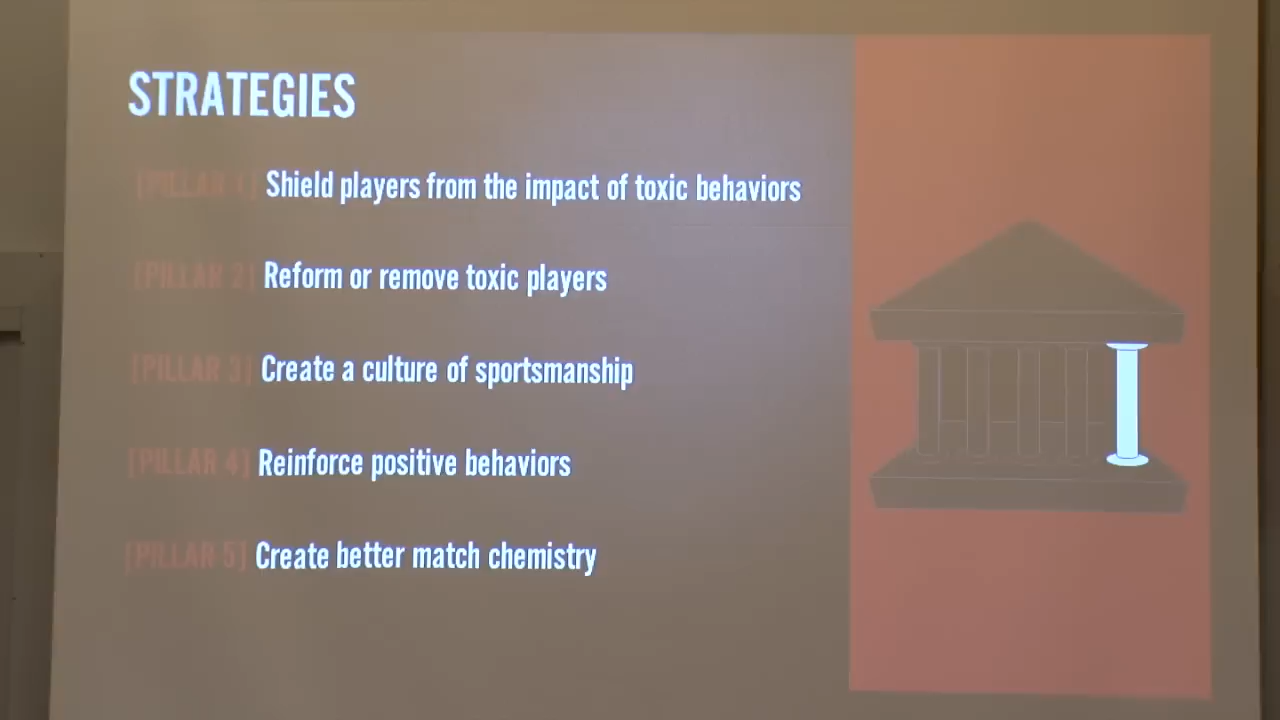 STRATEGIES
[PILLAR 1] Shield players from the impact of toxic behaviors
[PILLAR 2] Reform or remove toxic players
[PILLAR 3] Create a culture of sportsmanship
[PILLAR 4] Reinforce positive behaviors
[PILLAR 5] Create better match chemistry